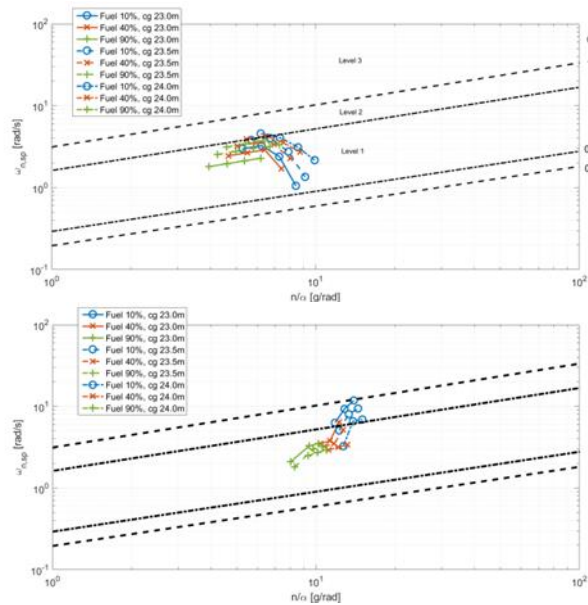 Fuel 10%, cg 23.0m
Fuel 40%, cg 23.0m
Fuel 90%, cg 23.0m
Fuel 10%, cg 23.5m
Fuel 40%, cg 23.5m
Fuel 90%, cg 23.5m
Fuel 10%, cg 24.0m
Fuel 40%, cg 24.0m
Fuel 90%, cg 24.0m
Level 3
Level 2
Level 1
10²
10¹
10⁰
10⁻¹
ω'n,sp [rad/s]
10⁰
10¹
10²
n/α [g/rad]
Fuel 10%, cg 23.0m
Fuel 40%, cg 23.0m
Fuel 90%, cg 23.0m
Fuel 10%, cg 23.5m
Fuel 40%, cg 23.5m
Fuel 90%, cg 23.5m
Fuel 10%, cg 24.0m
Fuel 40%, cg 24.0m
Fuel 90%, cg 24.0m
10²
10¹
10⁰
10⁻¹
ω'n,sp [rad/s]
10⁰
10¹
10²
n/α [g/rad]